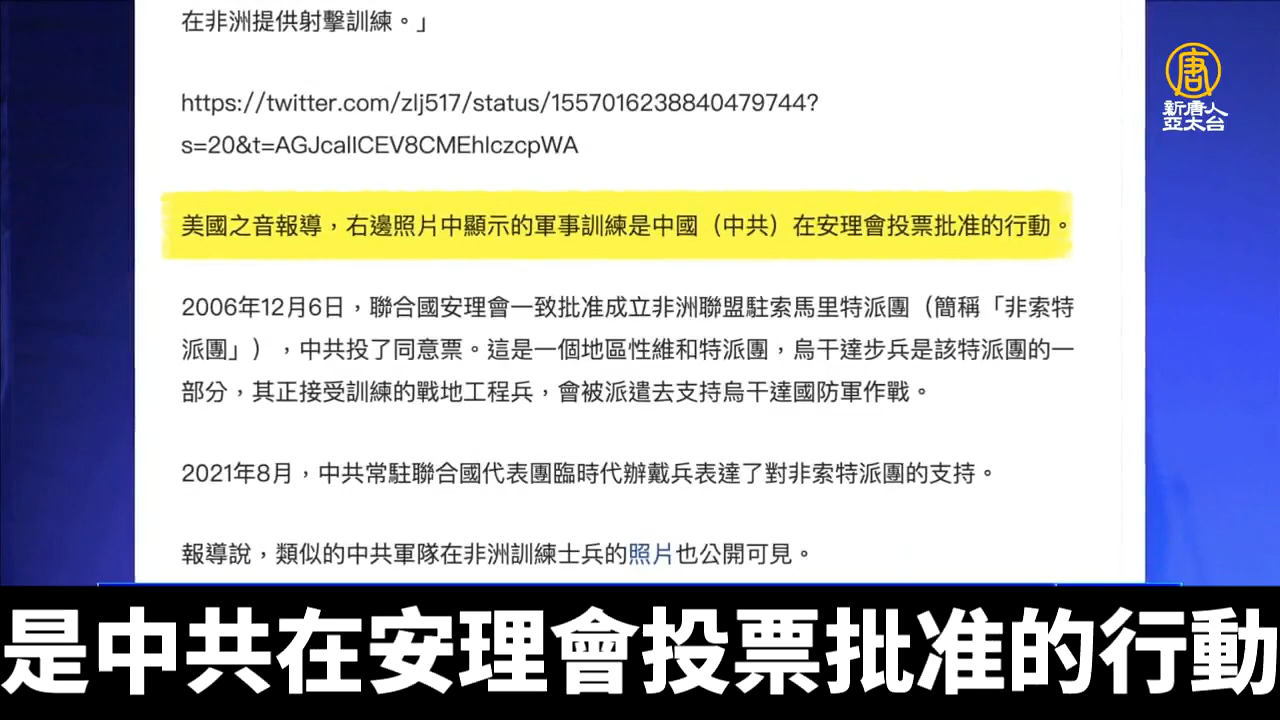 在非洲提供射擊訓練。」
https://twitter.com/zlj517/status/1557016238840479744?
s=20&t=AGJcalICEV8CMEhlczcpWA
唐
新唐人
亞太台
美國之音報導，右邊照片中顯示的軍事訓練是中國（中共）在安理會投票批准的行動。
2006年12月6日，聯合國安理會一致批准成立非洲聯盟駐索馬里特派團（簡稱「非索特
派團」），中共投了同意票。這是一個地區性維和特派團，烏干達步兵是該特派團的一
部分，其正接受訓練的戰地工程兵，會被派遣去支持烏干達國防軍作戰。
2021年8月，中共常駐聯合國代表團臨時代辦戴兵表達了對非索特派團的支持。
報導說，類似的中共軍隊在非洲訓練士兵的照片也公開可見。
是中共在安理會投票批准的行動